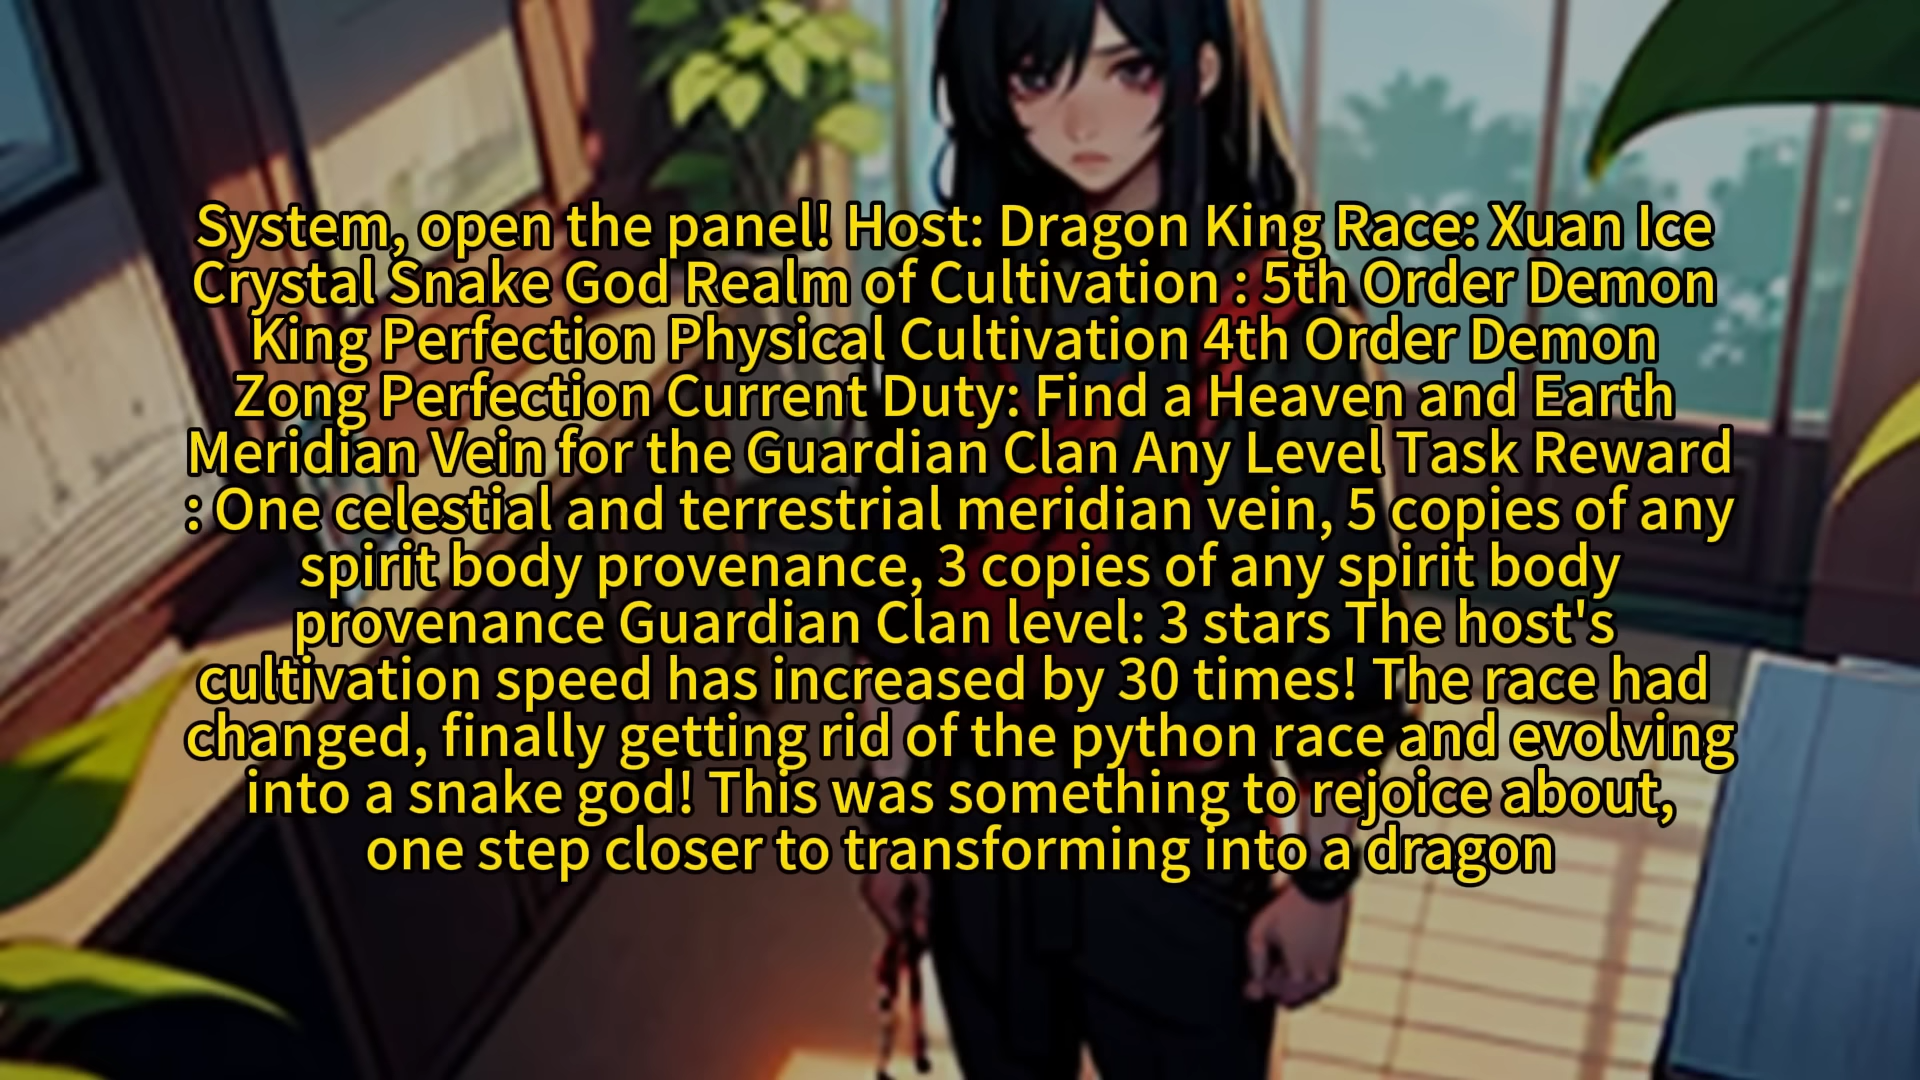 System, open the panel! Host: Dragon King Race: Xuan Ice
Crystal Snake God Realm of Cultivation : 5th Order Demon
King Perfection Physical Cultivation 4th Order Demon
Zong Perfection Current Duty: Find a Heaven and Earth
Meridian Vein for the Guardian Clan Any Level Task Reward
: One celestial and terrestrial meridian vein, 5 copies of any
spirit body provenance, 3 copies of any spirit body
provenance Guardian Clan level: 3 stars The host's
cultivation speed has increased by 30 times! The race had
changed, finally getting rid of the python race and evolving
into a snake god! This was something to rejoice about,
one step closer to transforming into a dragon